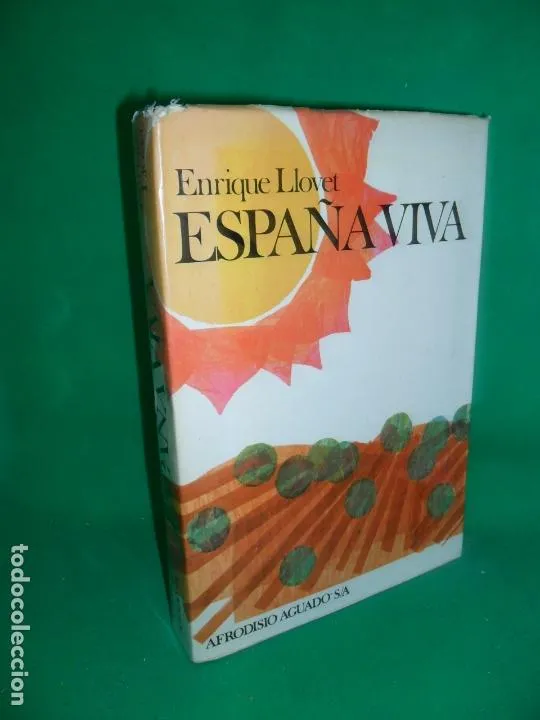 Enrique Llovet
ESPAÑA VIVA
AFRODISIO AGUADO S/A
todocoleccion